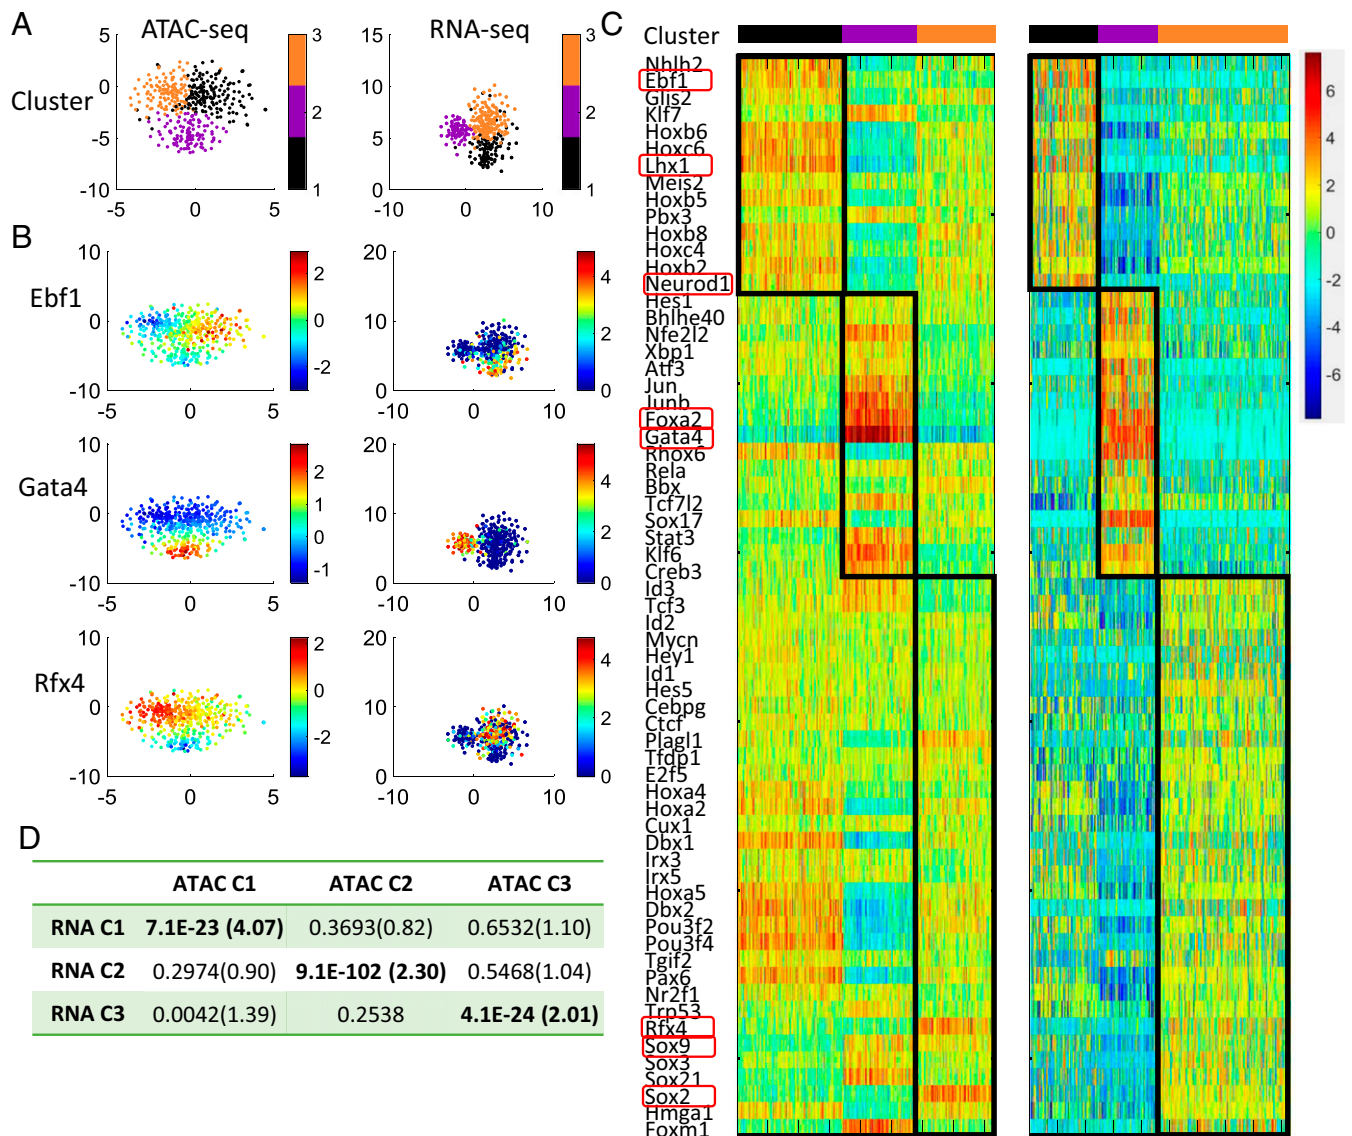 A
ATAC-seq
RNA-seq
Cluster
5
0
-5
-10
-5
0
5
3
2
1
15
10
5
0
0
10
3
2
1
B
Ebf1
10
0
-10
-5
0
5
2
0
-2
20
10
0
-10
0
10
4
2
0
Gata4
10
0
-10
-5
0
5
2
1
0
-1
20
10
0
-10
0
10
4
2
0
Rfx4
10
0
-10
-5
0
5
2
0
-2
20
10
0
-10
0
10
4
2
0
C
Cluster
Nhlh2
Ebf1
Glis2
Klf7
Hoxb6
Hoxc6
Lhx1
Meis2
Hoxb5
Pbx3
Hoxb8
Hoxc4
Hoxb2
Neurod1
Hes1
Bhlhe40
Nfe2l2
Xbp1
Atf3
Jun
Junb
Foxa2
Gata4
Rhox6
Rela
Bbx
Tcf7l2
Sox17
Stat3
Klf6
Creb3
Id3
Tcf3
Id2
Mycn
Hey1
Id1
Hes5
Cebpg
Ctcf
Plagl1
Tfdp1
E2f5
Hoxa4
Hoxa2
Cux1
Dbx1
Irx3
Irx5
Hoxa5
Dbx2
Pou3f2
Pou3f4
Tgif2
Pax6
Nr2f1
Trp53
Rfx4
Sox9
Sox3
Sox21
Sox2
Hmga1
Foxm1
6
4
2
0
-2
-4
-6
D
ATAC C1 ATAC C2 ATAC C3
RNA C1 7.1E-23 (4.07) 0.3693(0.82) 0.6532(1.10)
RNA C2 0.2974(0.90) 9.1E-102 (2.30) 0.5468(1.04)
RNA C3 0.0042(1.39) 0.2538 4.1E-24 (2.01)